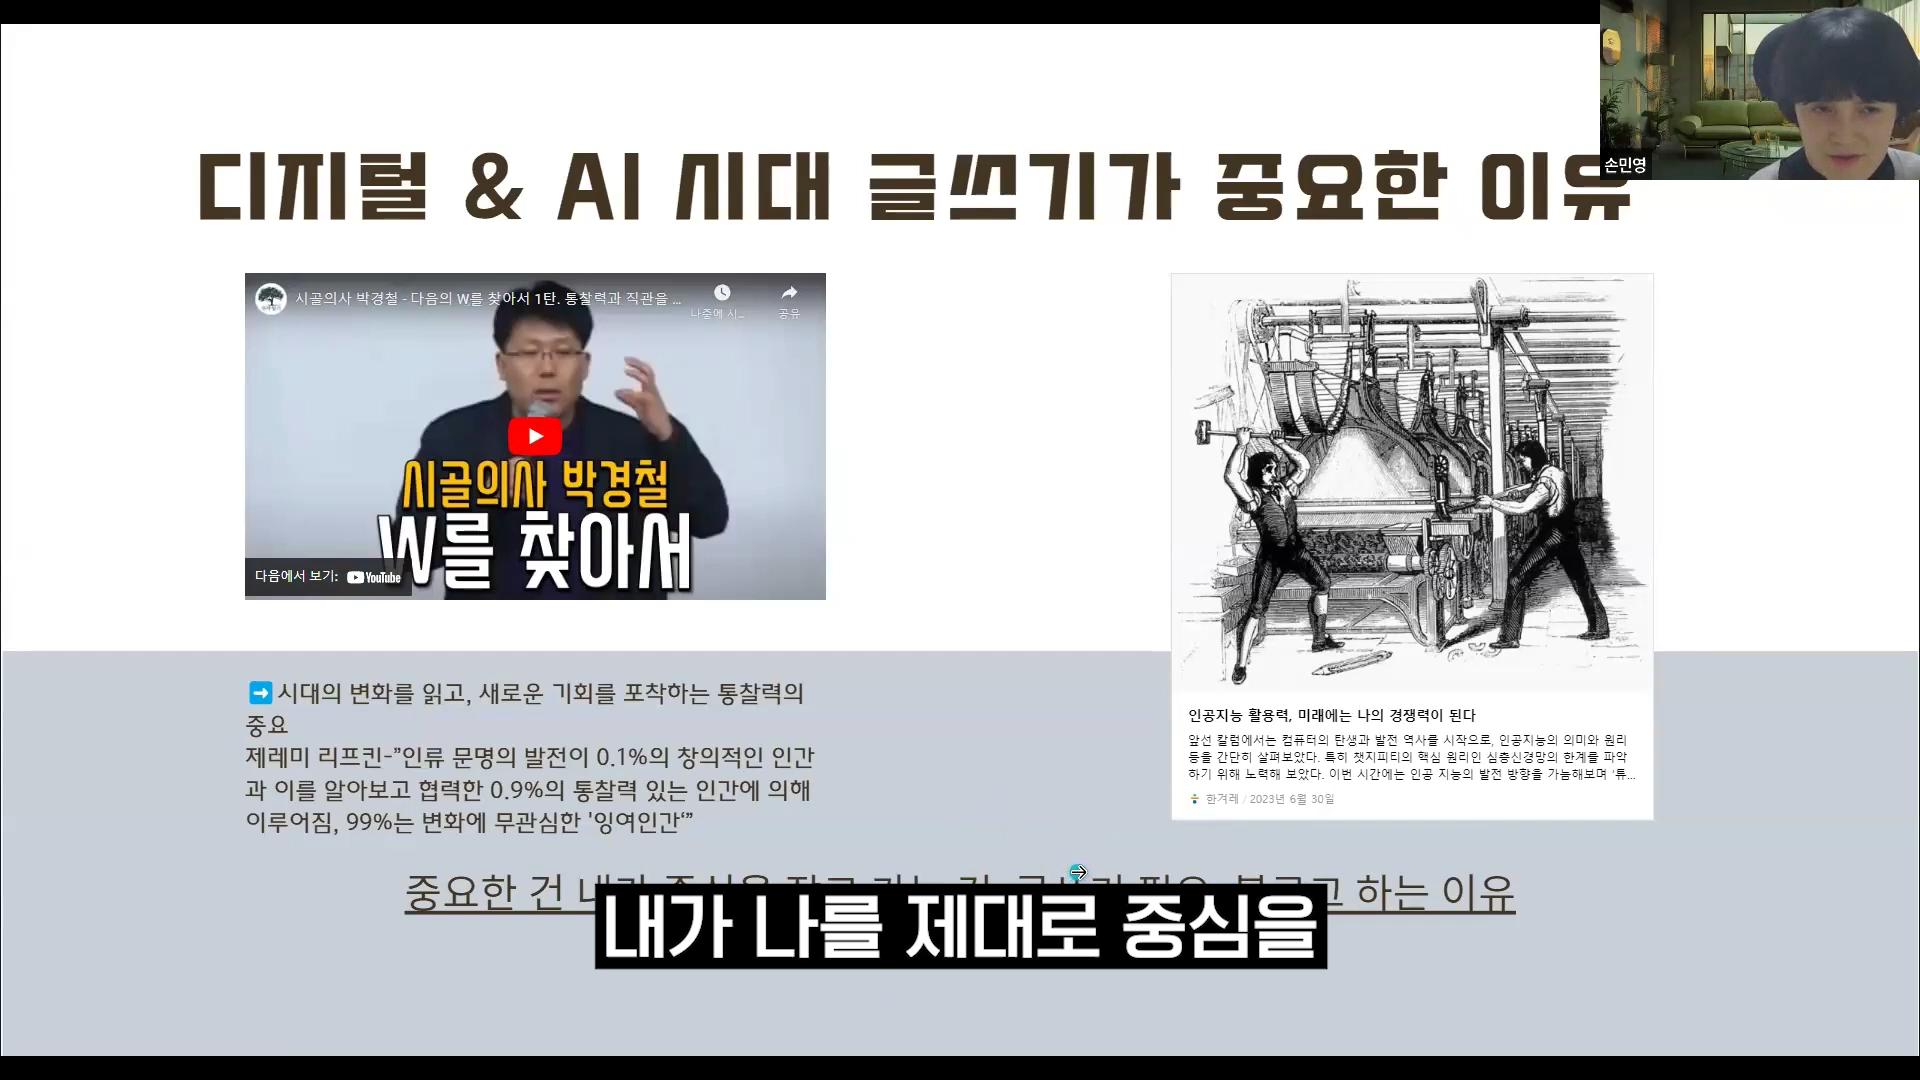 손민영
디지털 & AI 시대 글쓰기가 중요한 이유
시골의사 박경철 - 다음의 W를 찾아서 1탄. 통찰력과 직관을 ...
나중에 시...
공유
시골의사 박경철
W를 찾아서
다음에서 보기: YouTube
➡시대의 변화를 읽고, 새로운 기회를 포착하는 통찰력의
중요
제레미 리프킨-”인류 문명의 발전이 0.1%의 창의적인 인간
과 이를 알아보고 협력한 0.9%의 통찰력 있는 인간에 의해
이루어짐, 99%는 변화에 무관심한 '잉여인간‘”
인공지능 활용력, 미래에는 나의 경쟁력이 된다
앞선 칼럼에서는 컴퓨터의 탄생과 발전 역사를 시작으로, 인공지능의 의미와 원리
등을 간단히 살펴보았다. 특히 챗지피티의 핵심 원리인 심층신경망의 한계를 파악
하기 위해 노력해 보았다. 이번 시간에는 인공 지능의 발전 방향을 가늠해보며 ‘튜...
한겨레 / 2023년 6월 30일
중요한 건 하는 이유
내가 나를 제대로 중심을